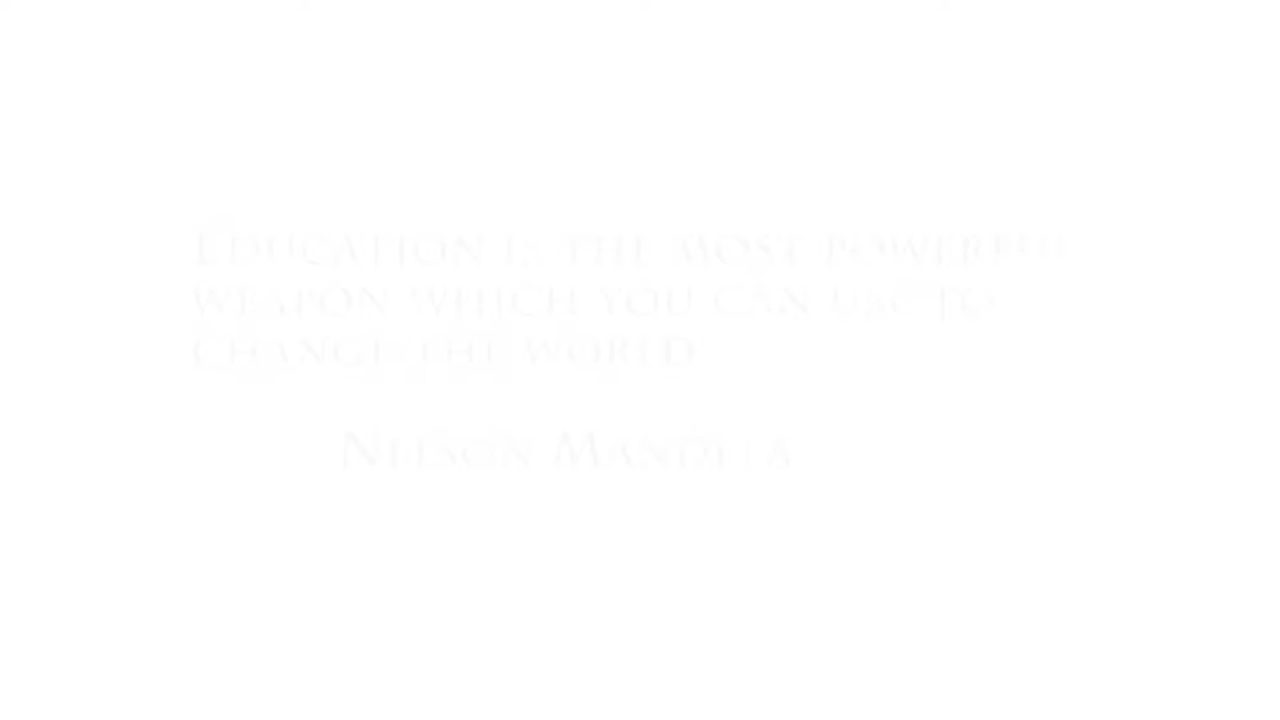 Education is the most powerful
weapon which you can use to
change the world
Nelson Mandela